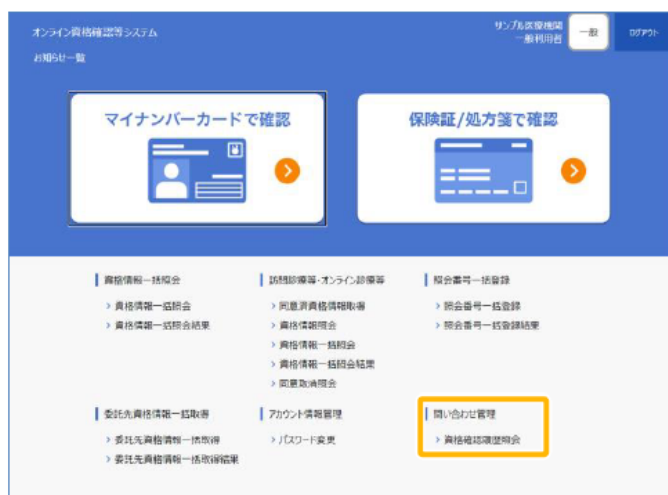 オンライン資格確認等システム
サンプル医療機関
一般利用者
一般
ログアウト
お知らせ一覧
マイナンバーカードで確認
保険証/処方箋で確認
資格情報一括照会
> 資格情報一括照会
> 資格情報一括照会結果
訪問診療等・オンライン診療等
> 同意済資格情報取得
> 資格情報照会
> 資格情報一括照会
> 資格情報一括照会結果
> 同意取消照会
照会番号一括登録
> 照会番号一括登録
> 照会番号一括登録結果
委託先資格情報一括取得
> 委託先資格情報一括取得
> 委託先資格情報一括取得結果
アカウント情報管理
> パスワード変更
問い合わせ管理
> 資格確認履歴照会